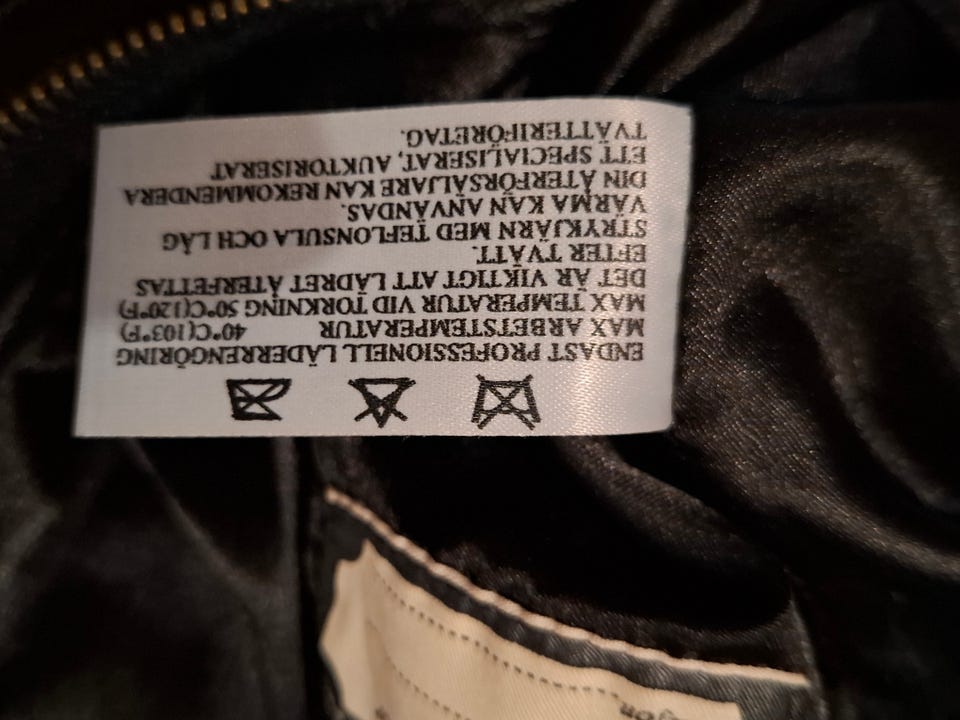 ENDAST PROFESSIONELL LÄDERRENGÖRING
MAX ARBETSTEMPERATUR 40°C(103°F)
MAX TEMPERATUR VID TORKNING 50°C(120°F)
DET ÄR VIKTIGT ATT LÄDRET ÅTERFETTAS
EFTER TVÄTT.
STRYKJÄRN MED TEFLONSULA OCH LÅG
VÄRMA KAN ANVÄNDAS.
DIN ÅTERFÖRSÄLJARE KAN REKOMMENDERA
ETT SPECIALISERAT, AUKTORISERAT
TVÄTTERIFÖRETAG.